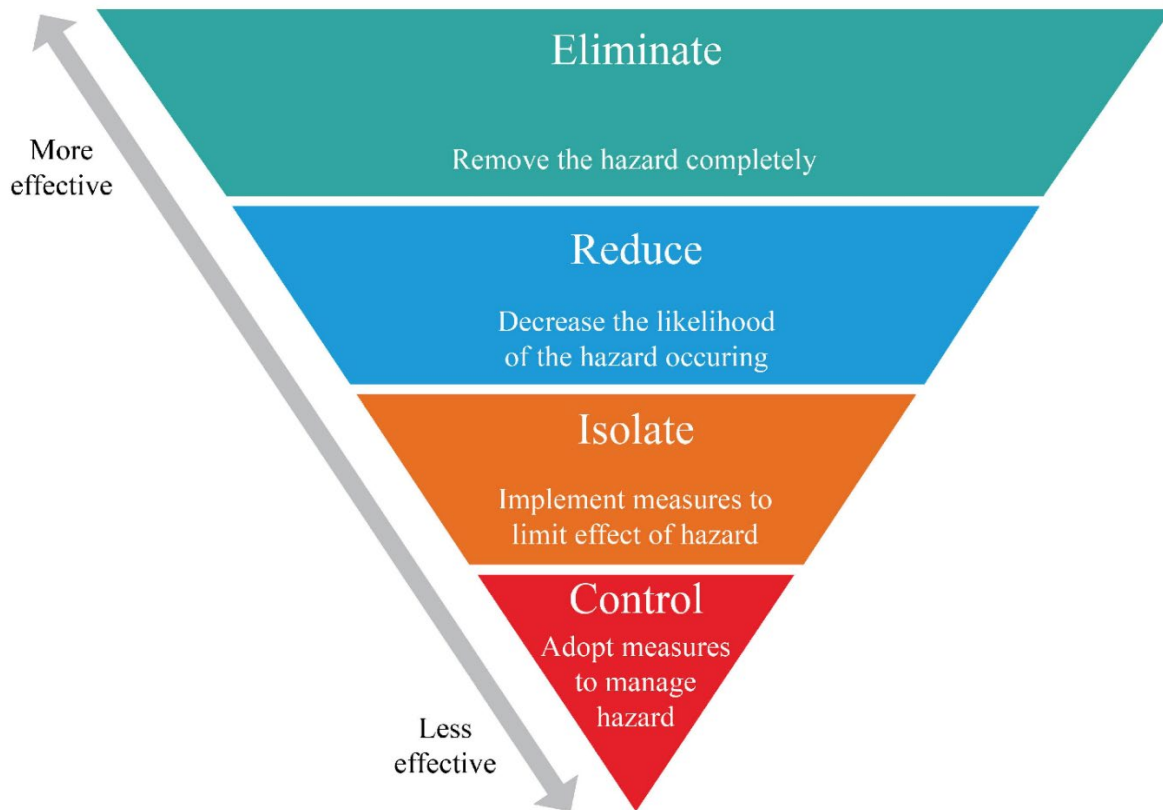 Eliminate
More
effective
Remove the hazard completely
Reduce
Decrease the likelihood
of the hazard occuring
Isolate
Implement measures to
limit effect of hazard
Control
Adopt measures
to manage
hazard
Less
effective